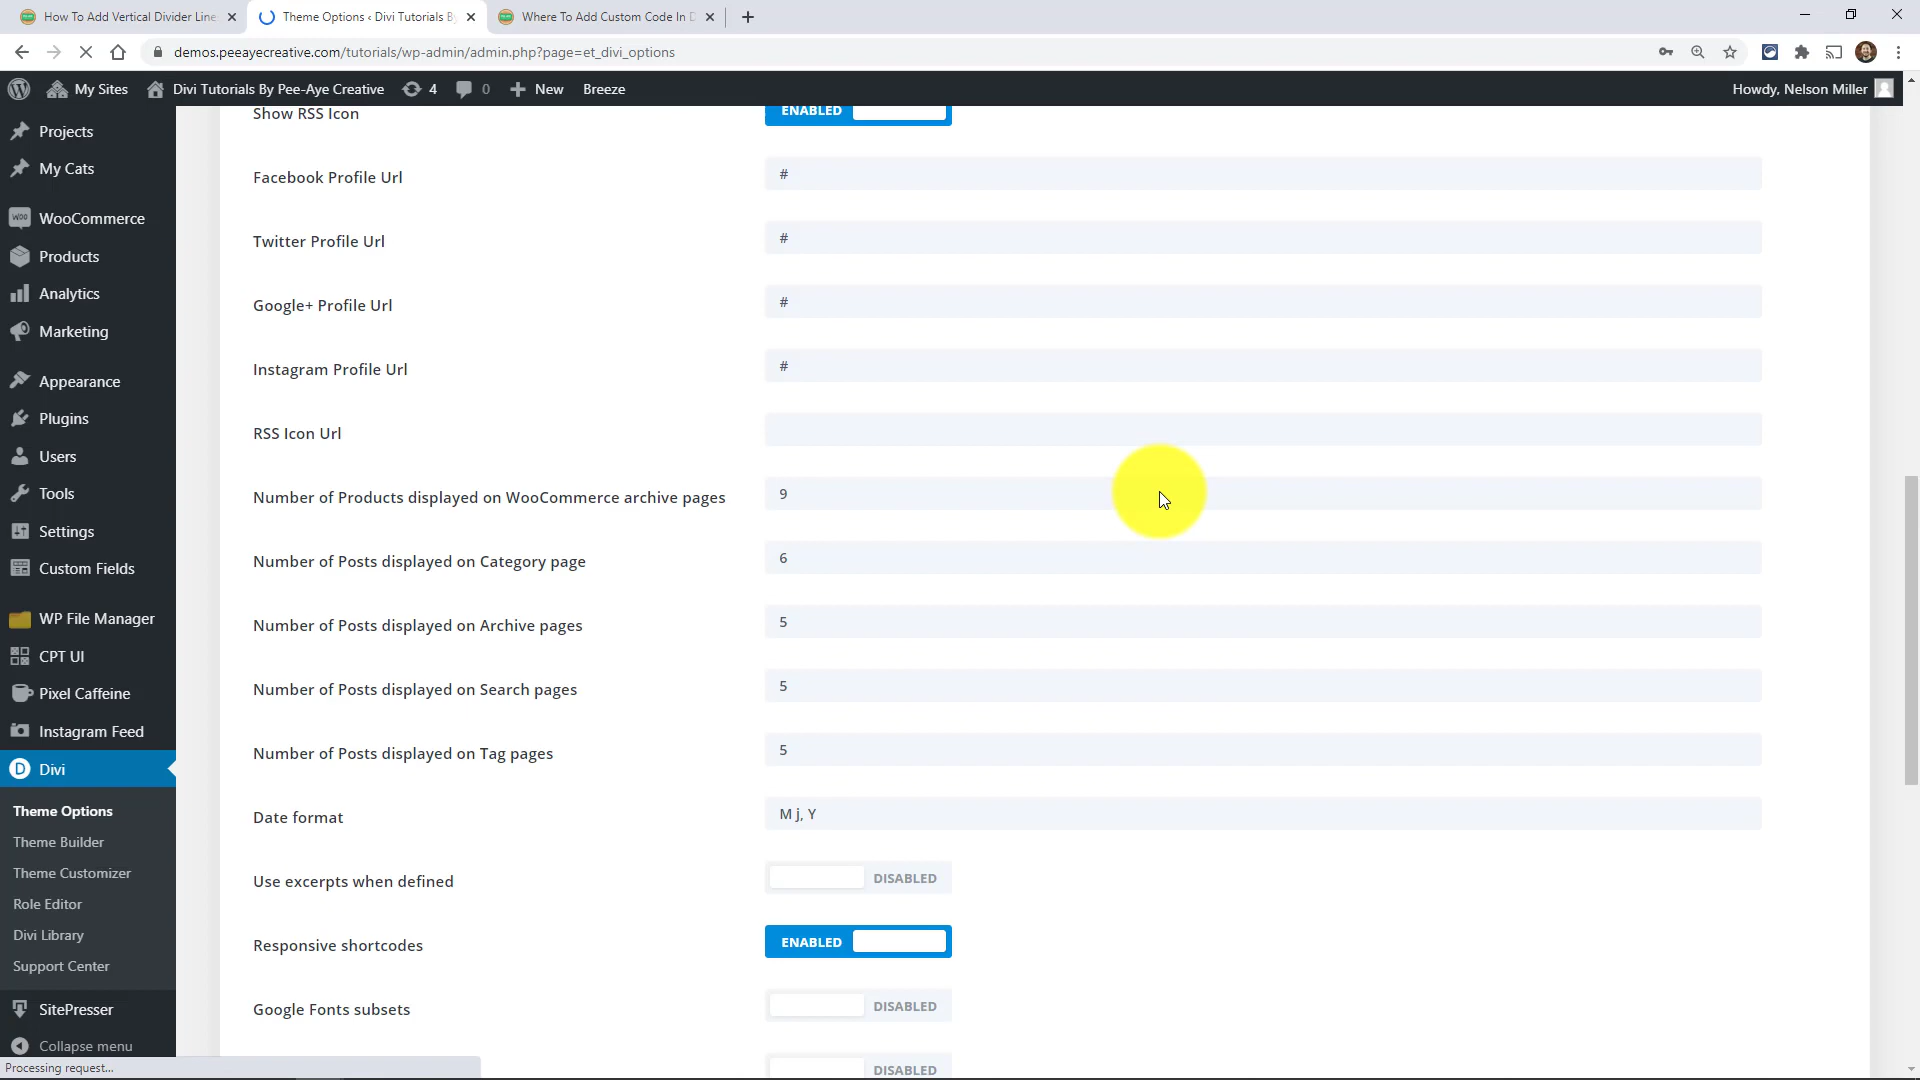 How To Add Vertical Divider Line
Theme Options ‹ Divi Tutorials By
Where To Add Custom Code In D
demos.peeayecreative.com/tutorials/wp-admin/admin.php?page=et_divi_options
My Sites
Divi Tutorials By Pee-Aye Creative
4
0
New
Breeze
Howdy, Nelson Miller
Projects
My Cats
WooCommerce
Products
Analytics
Marketing
Appearance
Plugins
Users
Tools
Settings
Custom Fields
WP File Manager
CPT UI
Pixel Caffeine
Instagram Feed
Divi
Theme Options
Theme Builder
Theme Customizer
Role Editor
Divi Library
Support Center
SitePresser
Collapse menu
Processing request...
Show RSS Icon
ENABLED
Facebook Profile Url
#
Twitter Profile Url
#
Google+ Profile Url
#
Instagram Profile Url
#
RSS Icon Url
Number of Products displayed on WooCommerce archive pages
9
Number of Posts displayed on Category page
6
Number of Posts displayed on Archive pages
5
Number of Posts displayed on Search pages
5
Number of Posts displayed on Tag pages
5
Date format
M j, Y
Use excerpts when defined
DISABLED
Responsive shortcodes
ENABLED
Google Fonts subsets
DISABLED
DISABLED